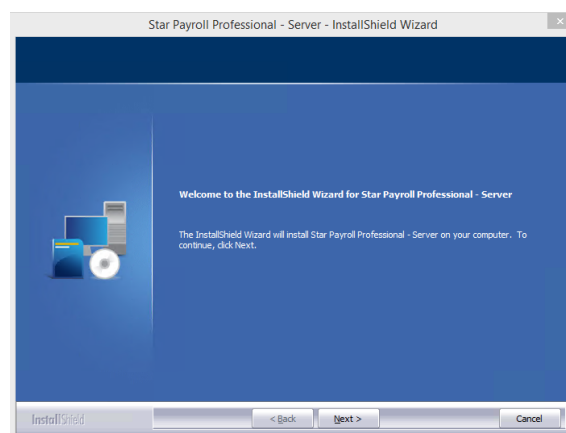 Star Payroll Professional - Server - InstallShield Wizard
Welcome to the InstallShield Wizard for Star Payroll Professional - Server
The InstallShield Wizard will install Star Payroll Professional - Server on your computer. To
continue, click Next.
InstallShield
< Back
Next >
Cancel